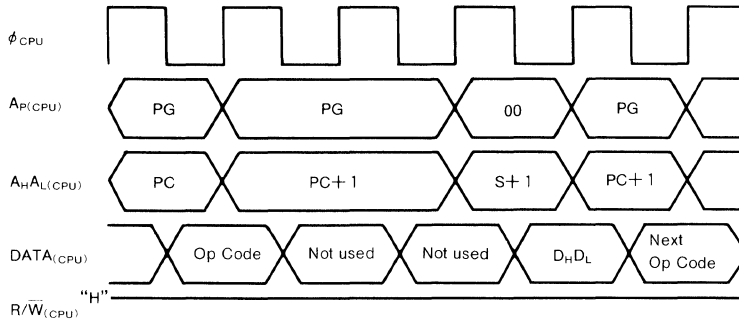 ϕCPU
AP(CPU) PG PG 00 PG
AHAL(CPU) PC PC+1 S+1 PC+1
DATA(CPU) Op Code Not used Not used DHDL Next Op Code
R/W̅(CPU) “H”